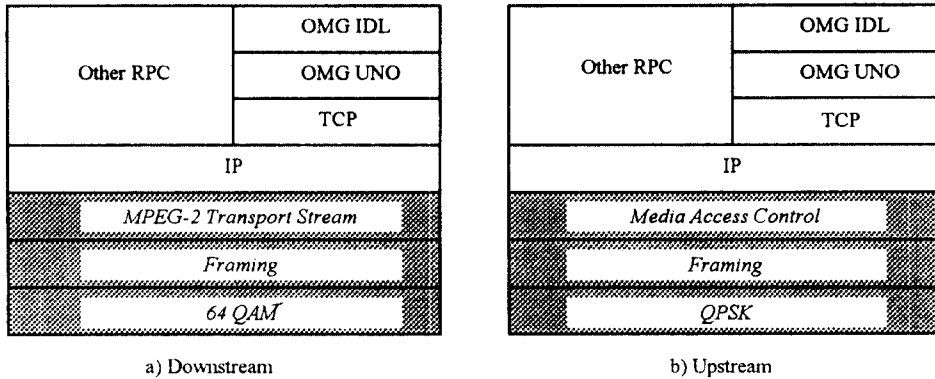 OMG IDL
Other RPC
OMG UNO
TCP
IP
MPEG-2 Transport Stream
Framing
64 QAM
a) Downstream
OMG IDL
Other RPC
OMG UNO
TCP
IP
Media Access Control
Framing
QPSK
b) Upstream